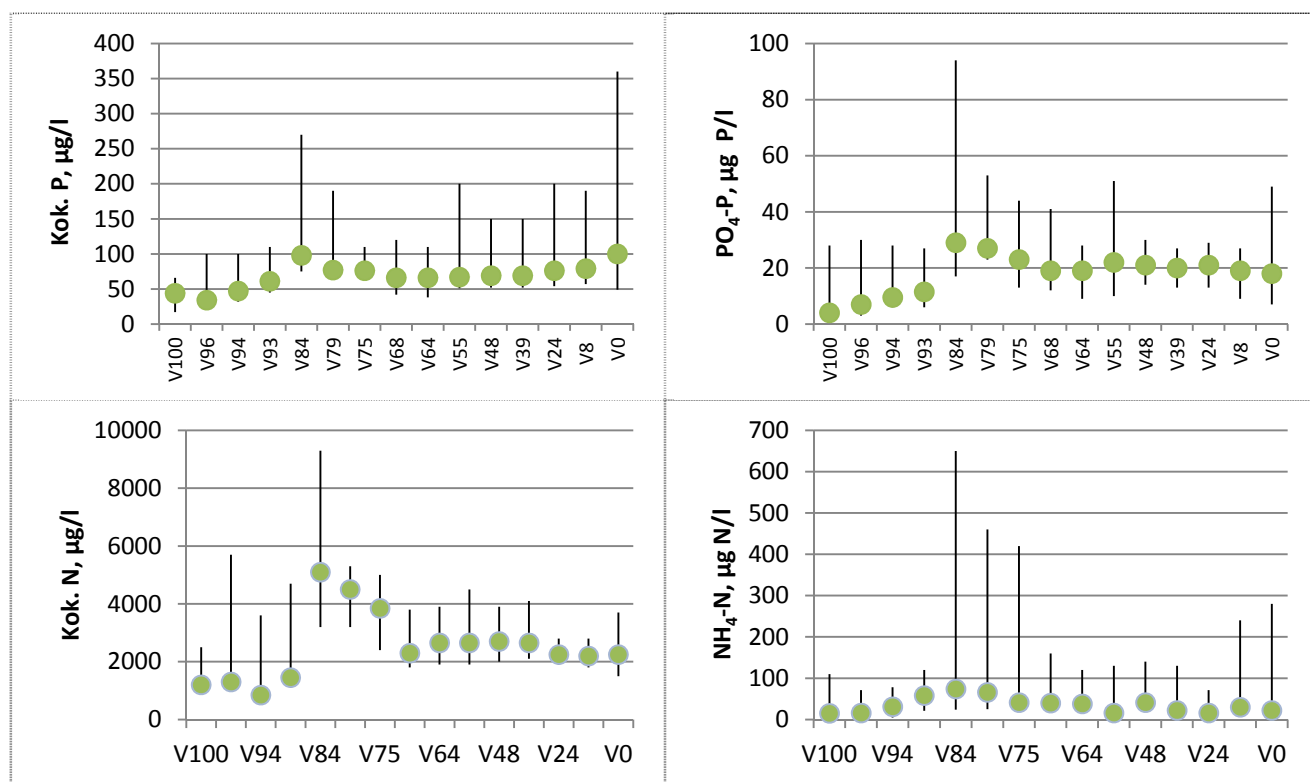 Kok. P, µg/l
400
350
300
250
200
150
100
50
0
V100
V96
V94
V93
V84
V79
V75
V68
V64
V55
V48
V39
V24
V8
V0
PO₄-P, µg P/l
100
80
60
40
20
0
V100
V96
V94
V93
V84
V79
V75
V68
V64
V55
V48
V39
V24
V8
V0
Kok. N, µg/l
10000
8000
6000
4000
2000
0
V100 V94 V84 V75 V64 V48 V24 V0
NH₄-N, µg N/l
700
600
500
400
300
200
100
0
V100 V94 V84 V75 V64 V48 V24 V0